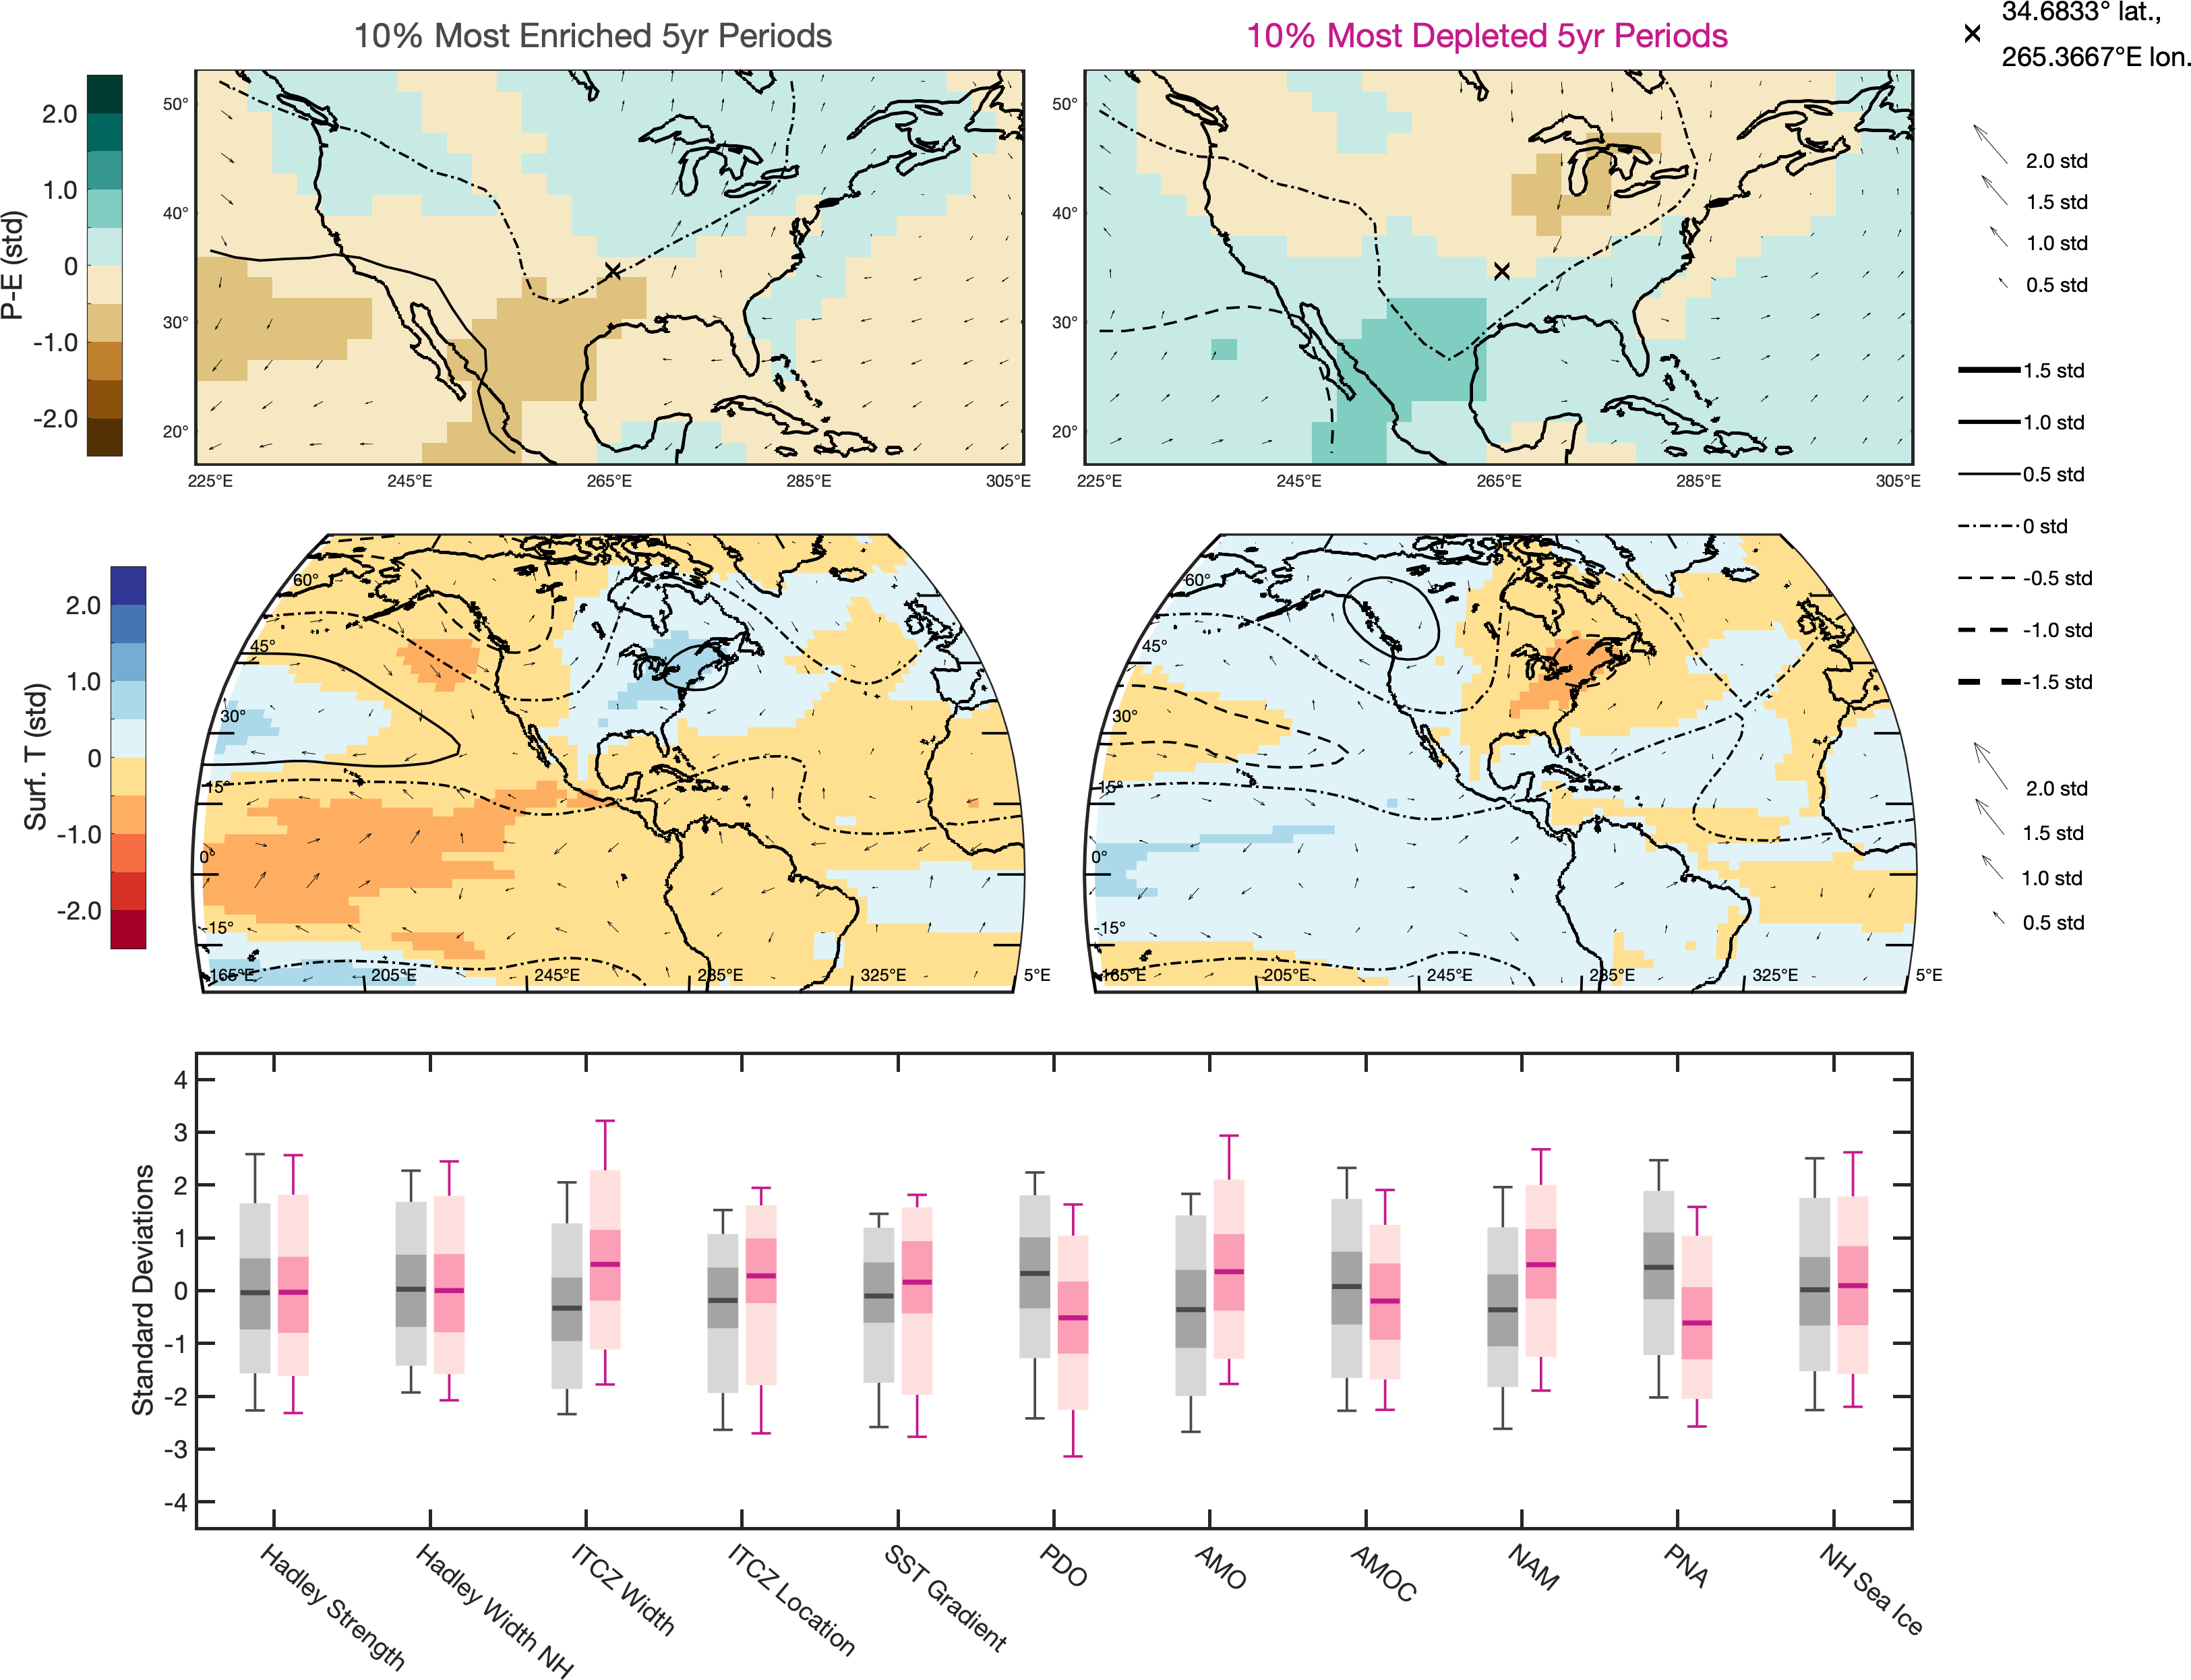 10% Most Enriched 5yr Periods
10% Most Depleted 5yr Periods
34.6833° lat.,
265.3667°E lon.
P-E (std)
2.0
1.0
0
-1.0
-2.0
50°
40°
30°
20°
225°E
245°E
265°E
285°E
305°E
50°
40°
30°
20°
225°E
245°E
265°E
285°E
305°E
2.0 std
1.5 std
1.0 std
0.5 std
1.5 std
1.0 std
0.5 std
0 std
-0.5 std
-1.0 std
-1.5 std
Surf. T (std)
2.0
1.0
0
-1.0
-2.0
60°
45°
30°
15°
0°
-15°
165°E
205°E
245°E
285°E
325°E
5°E
60°
45°
30°
15°
0°
-15°
165°E
205°E
245°E
285°E
325°E
5°E
2.0 std
1.5 std
1.0 std
0.5 std
Standard Deviations
4
3
2
1
0
-1
-2
-3
-4
Hadley Strength
Hadley Width NH
ITCZ Width
ITCZ Location
SST Gradient
PDO
AMO
AMOC
NAM
PNA
NH Sea Ice